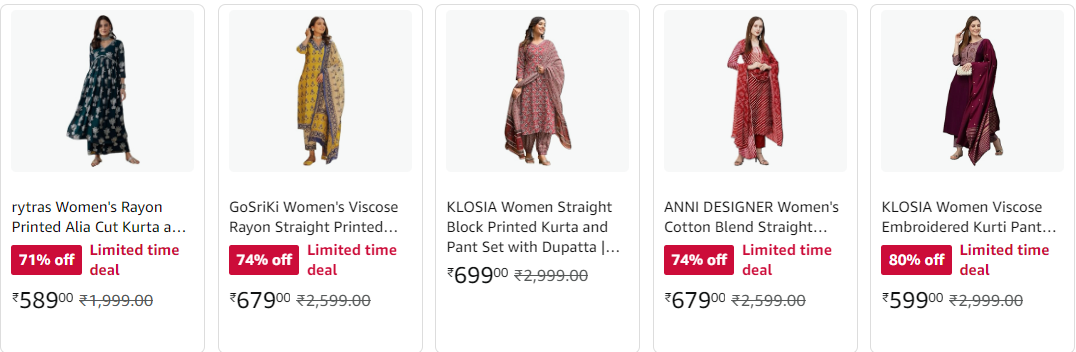 rytras Women's Rayon
Printed Alia Cut Kurta a...
71% off Limited time
deal
₹58900 ₹1,999.00
GoSriKi Women's Viscose
Rayon Straight Printed...
74% off Limited time
deal
₹67900 ₹2,599.00
KLOSIA Women Straight
Block Printed Kurta and
Pant Set with Dupatta |...
₹69900 ₹2,999.00
ANNI DESIGNER Women's
Cotton Blend Straight...
74% off Limited time
deal
₹67900 ₹2,599.00
KLOSIA Women Viscose
Embroidered Kurti Pant...
80% off Limited time
deal
₹59900 ₹2,999.00